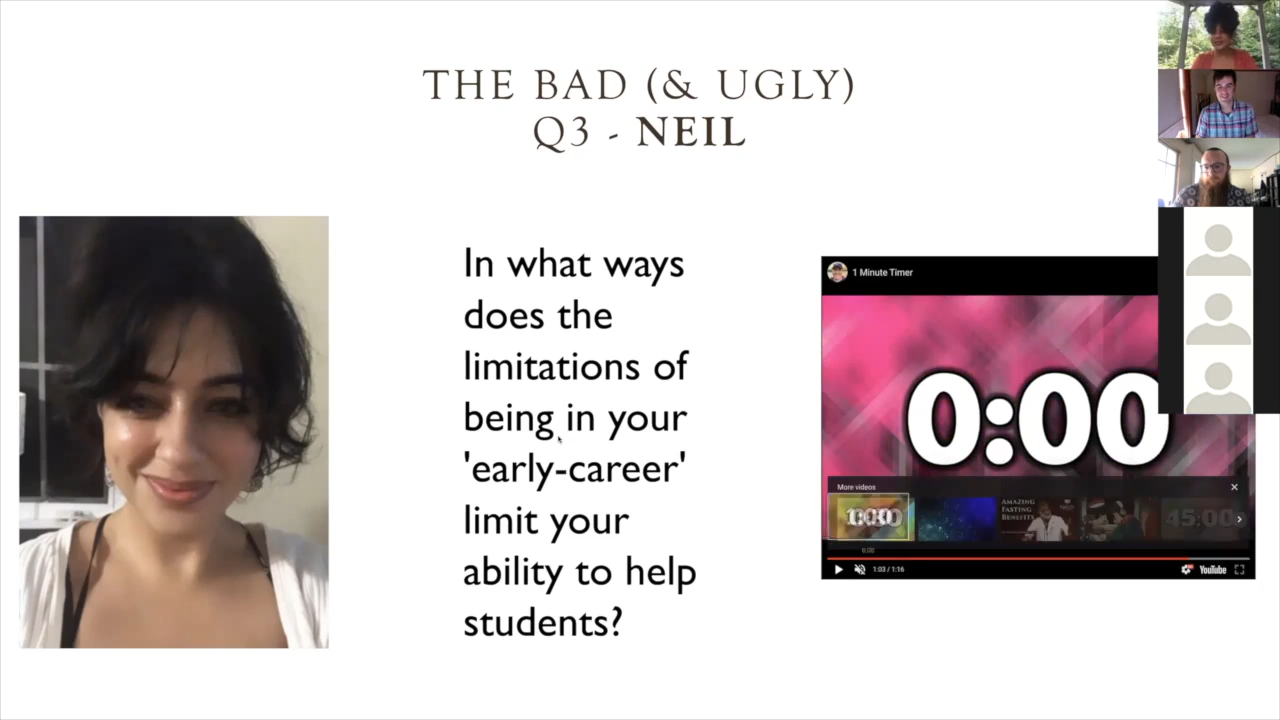 THE BAD (& UGLY)
Q3 - NEIL
In what ways
does the
limitations of
being in your
'early-career'
limit your
ability to help
students?
1 Minute Timer
0:00
More videos
AMAZING
FASTING
BENEFITS
45:00
0:00
1:03 / 1:16
YouTube